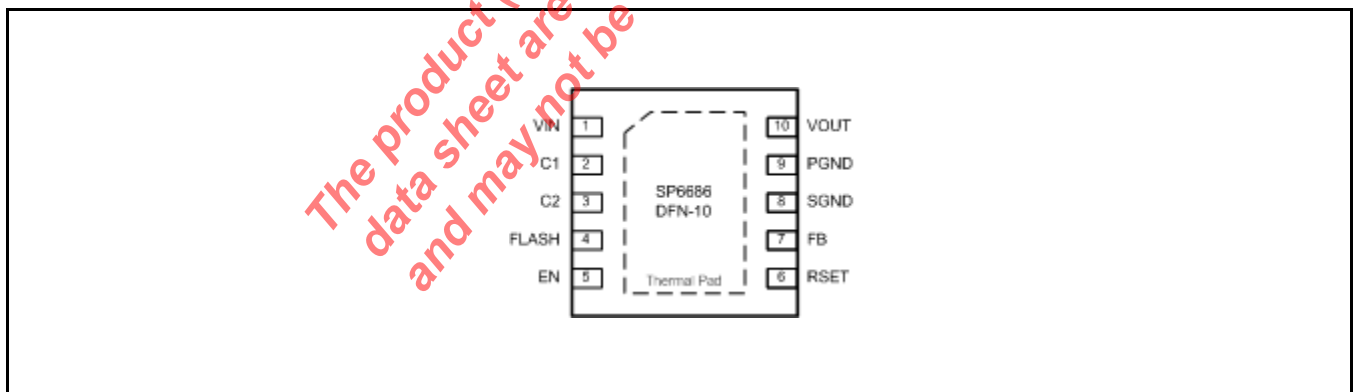 The product
data sheet are
and may not be
VIN 1
C1 2
C2 3
FLASH 4
EN 5
SP6686
DFN-10
Thermal Pad
10 VOUT
9 PGND
8 SGND
7 FB
6 RSET